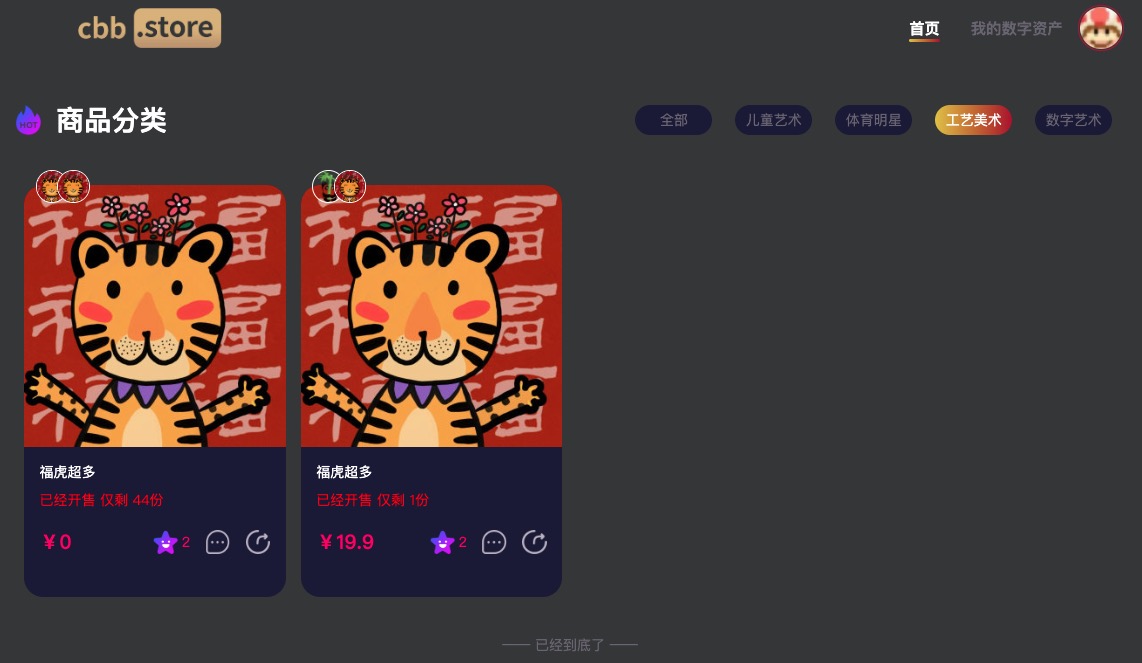 cbb .store
首页 我的数字资产
HOT 商品分类
全部 儿童艺术 体育明星 工艺美术 数字艺术
福虎超多
已经开售 仅剩 44份
￥0 2
福虎超多
已经开售 仅剩 1份
￥19.9 2
已经到底了